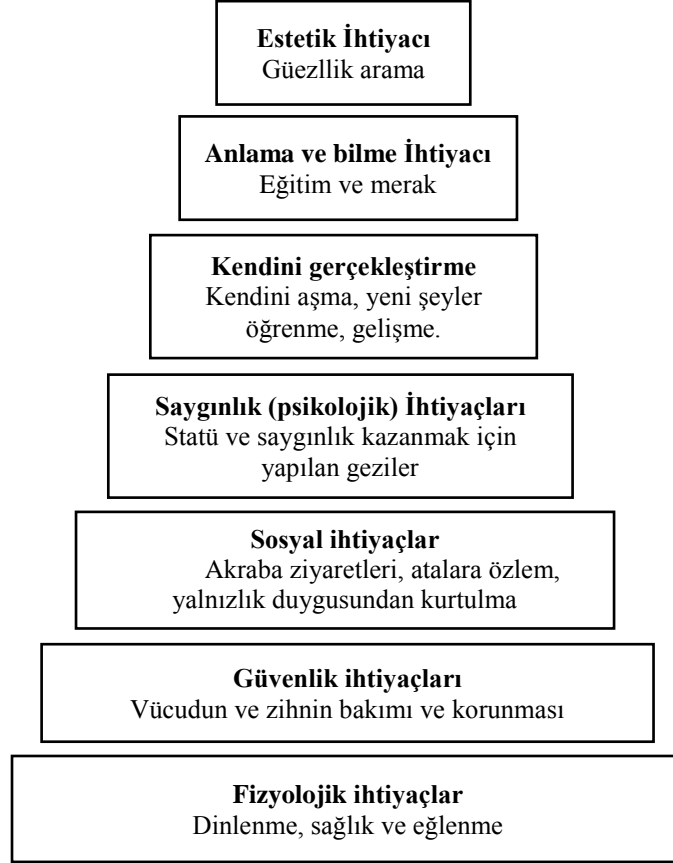 Estetik İhtiyacı
Güezllik arama
Anlama ve bilme İhtiyacı
Eğitim ve merak
Kendini gerçekleştirme
Kendini aşma, yeni şeyler
öğrenme, gelişme.
Saygınlık (psikolojik) İhtiyaçları
Statü ve saygınlık kazanmak için
yapılan geziler
Sosyal ihtiyaçlar
Akraba ziyaretleri, atalara özlem,
yalnızlık duygusundan kurtulma
Güvenlik ihtiyaçları
Vücudun ve zihnin bakımı ve korunması
Fizyolojik ihtiyaçlar
Dinlenme, sağlık ve eğlenme